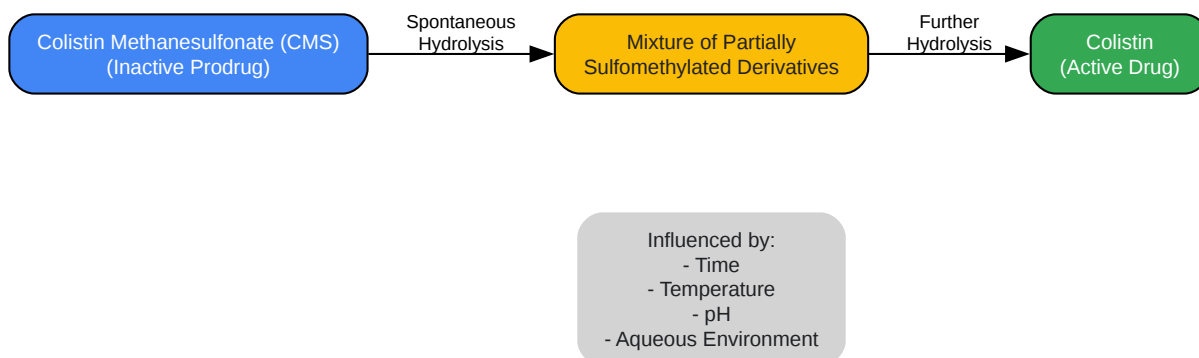 Colistin Methanesulfonate (CMS)
(Inactive Prodrug)
Spontaneous
Hydrolysis
Mixture of Partially
Sulfomethylated Derivatives
Further
Hydrolysis
Colistin
(Active Drug)
Influenced by:
- Time
- Temperature
- pH
- Aqueous Environment